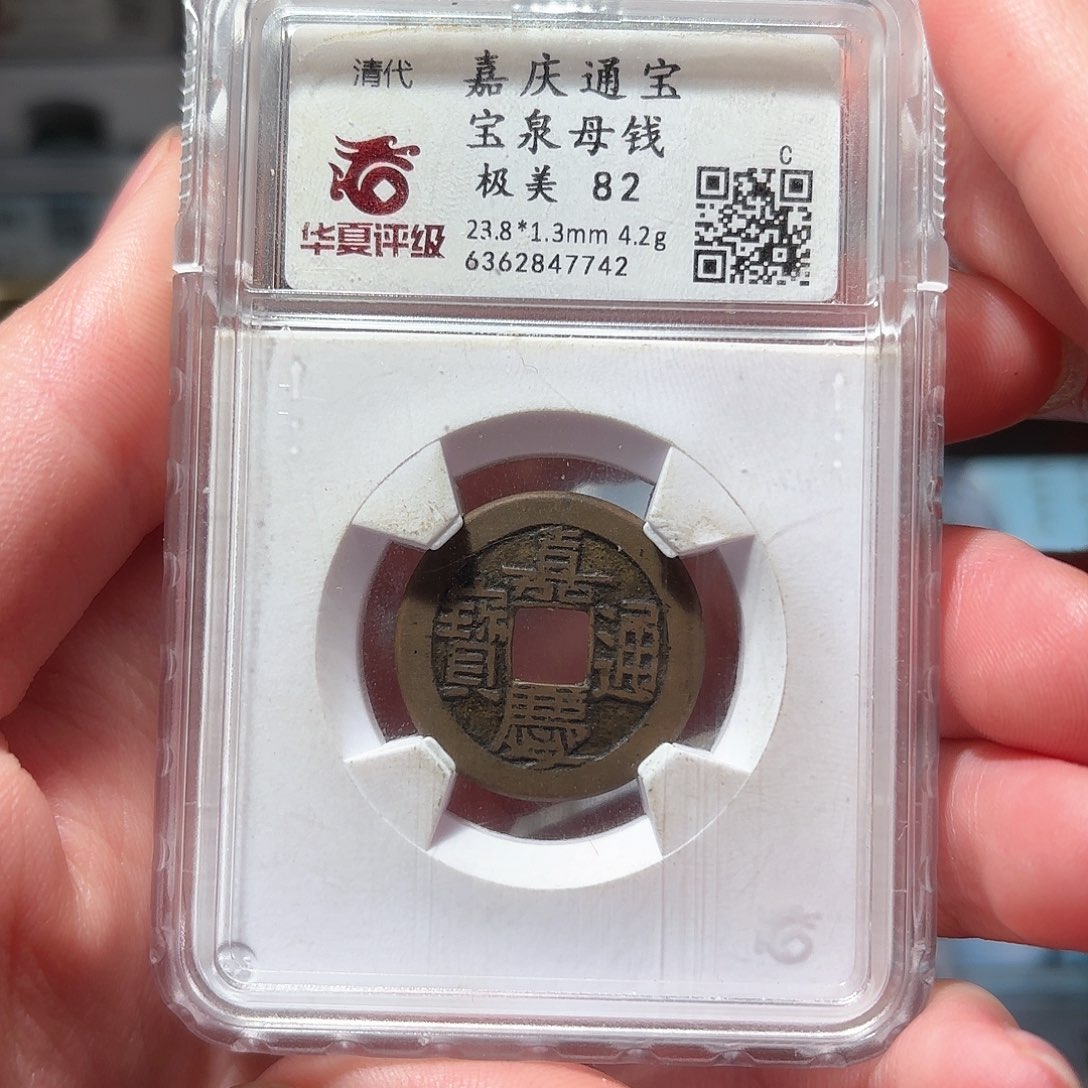 清代
嘉庆通宝
宝泉母钱
极美 82
23.8*1.3mm 4.2g
6362847742
华夏评级
C
嘉慶通寶